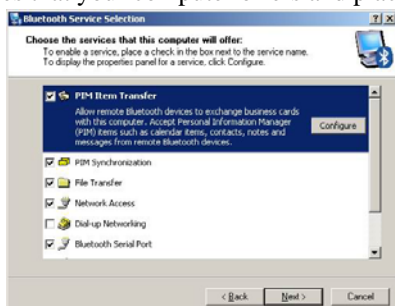 Bluetooth Service Selection
Choose the services that this computer will offer:
To enable a service, place a check in the box next to the service name.
To display the properties panel for a service, click Configure.
PIM Item Transfer
Allow remote Bluetooth devices to exchange business cards
with this computer. Accept Personal Information Manager
(PIM) items such as calendar items, contacts, notes and
messages from remote Bluetooth devices.
Configure
PIM Synchronization
File Transfer
Network Access
Dial-up Networking
Bluetooth Serial Port
< Back Next > Cancel